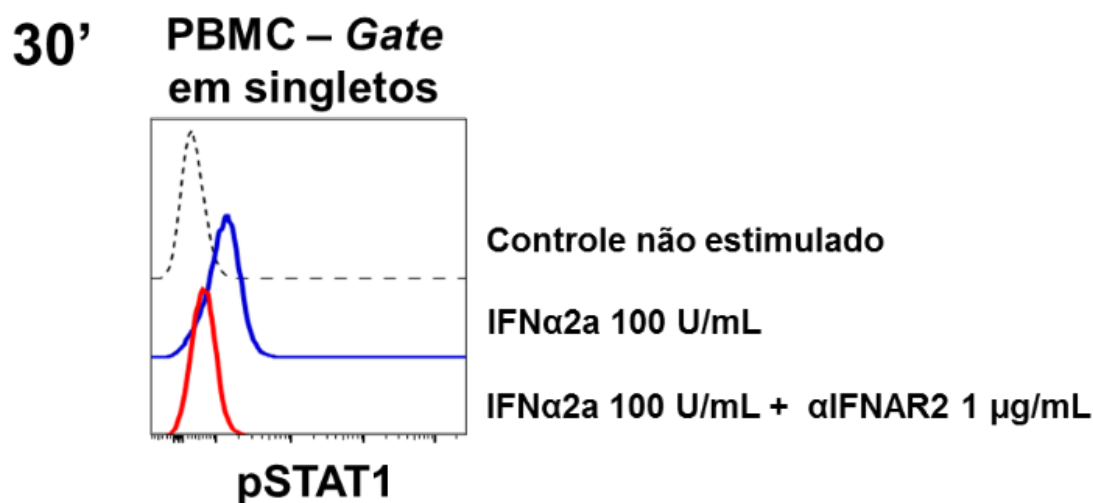 30’
PBMC – Gate
em singletos
Controle não estimulado
IFNα2a 100 U/mL
IFNα2a 100 U/mL + αIFNAR2 1 µg/mL
pSTAT1